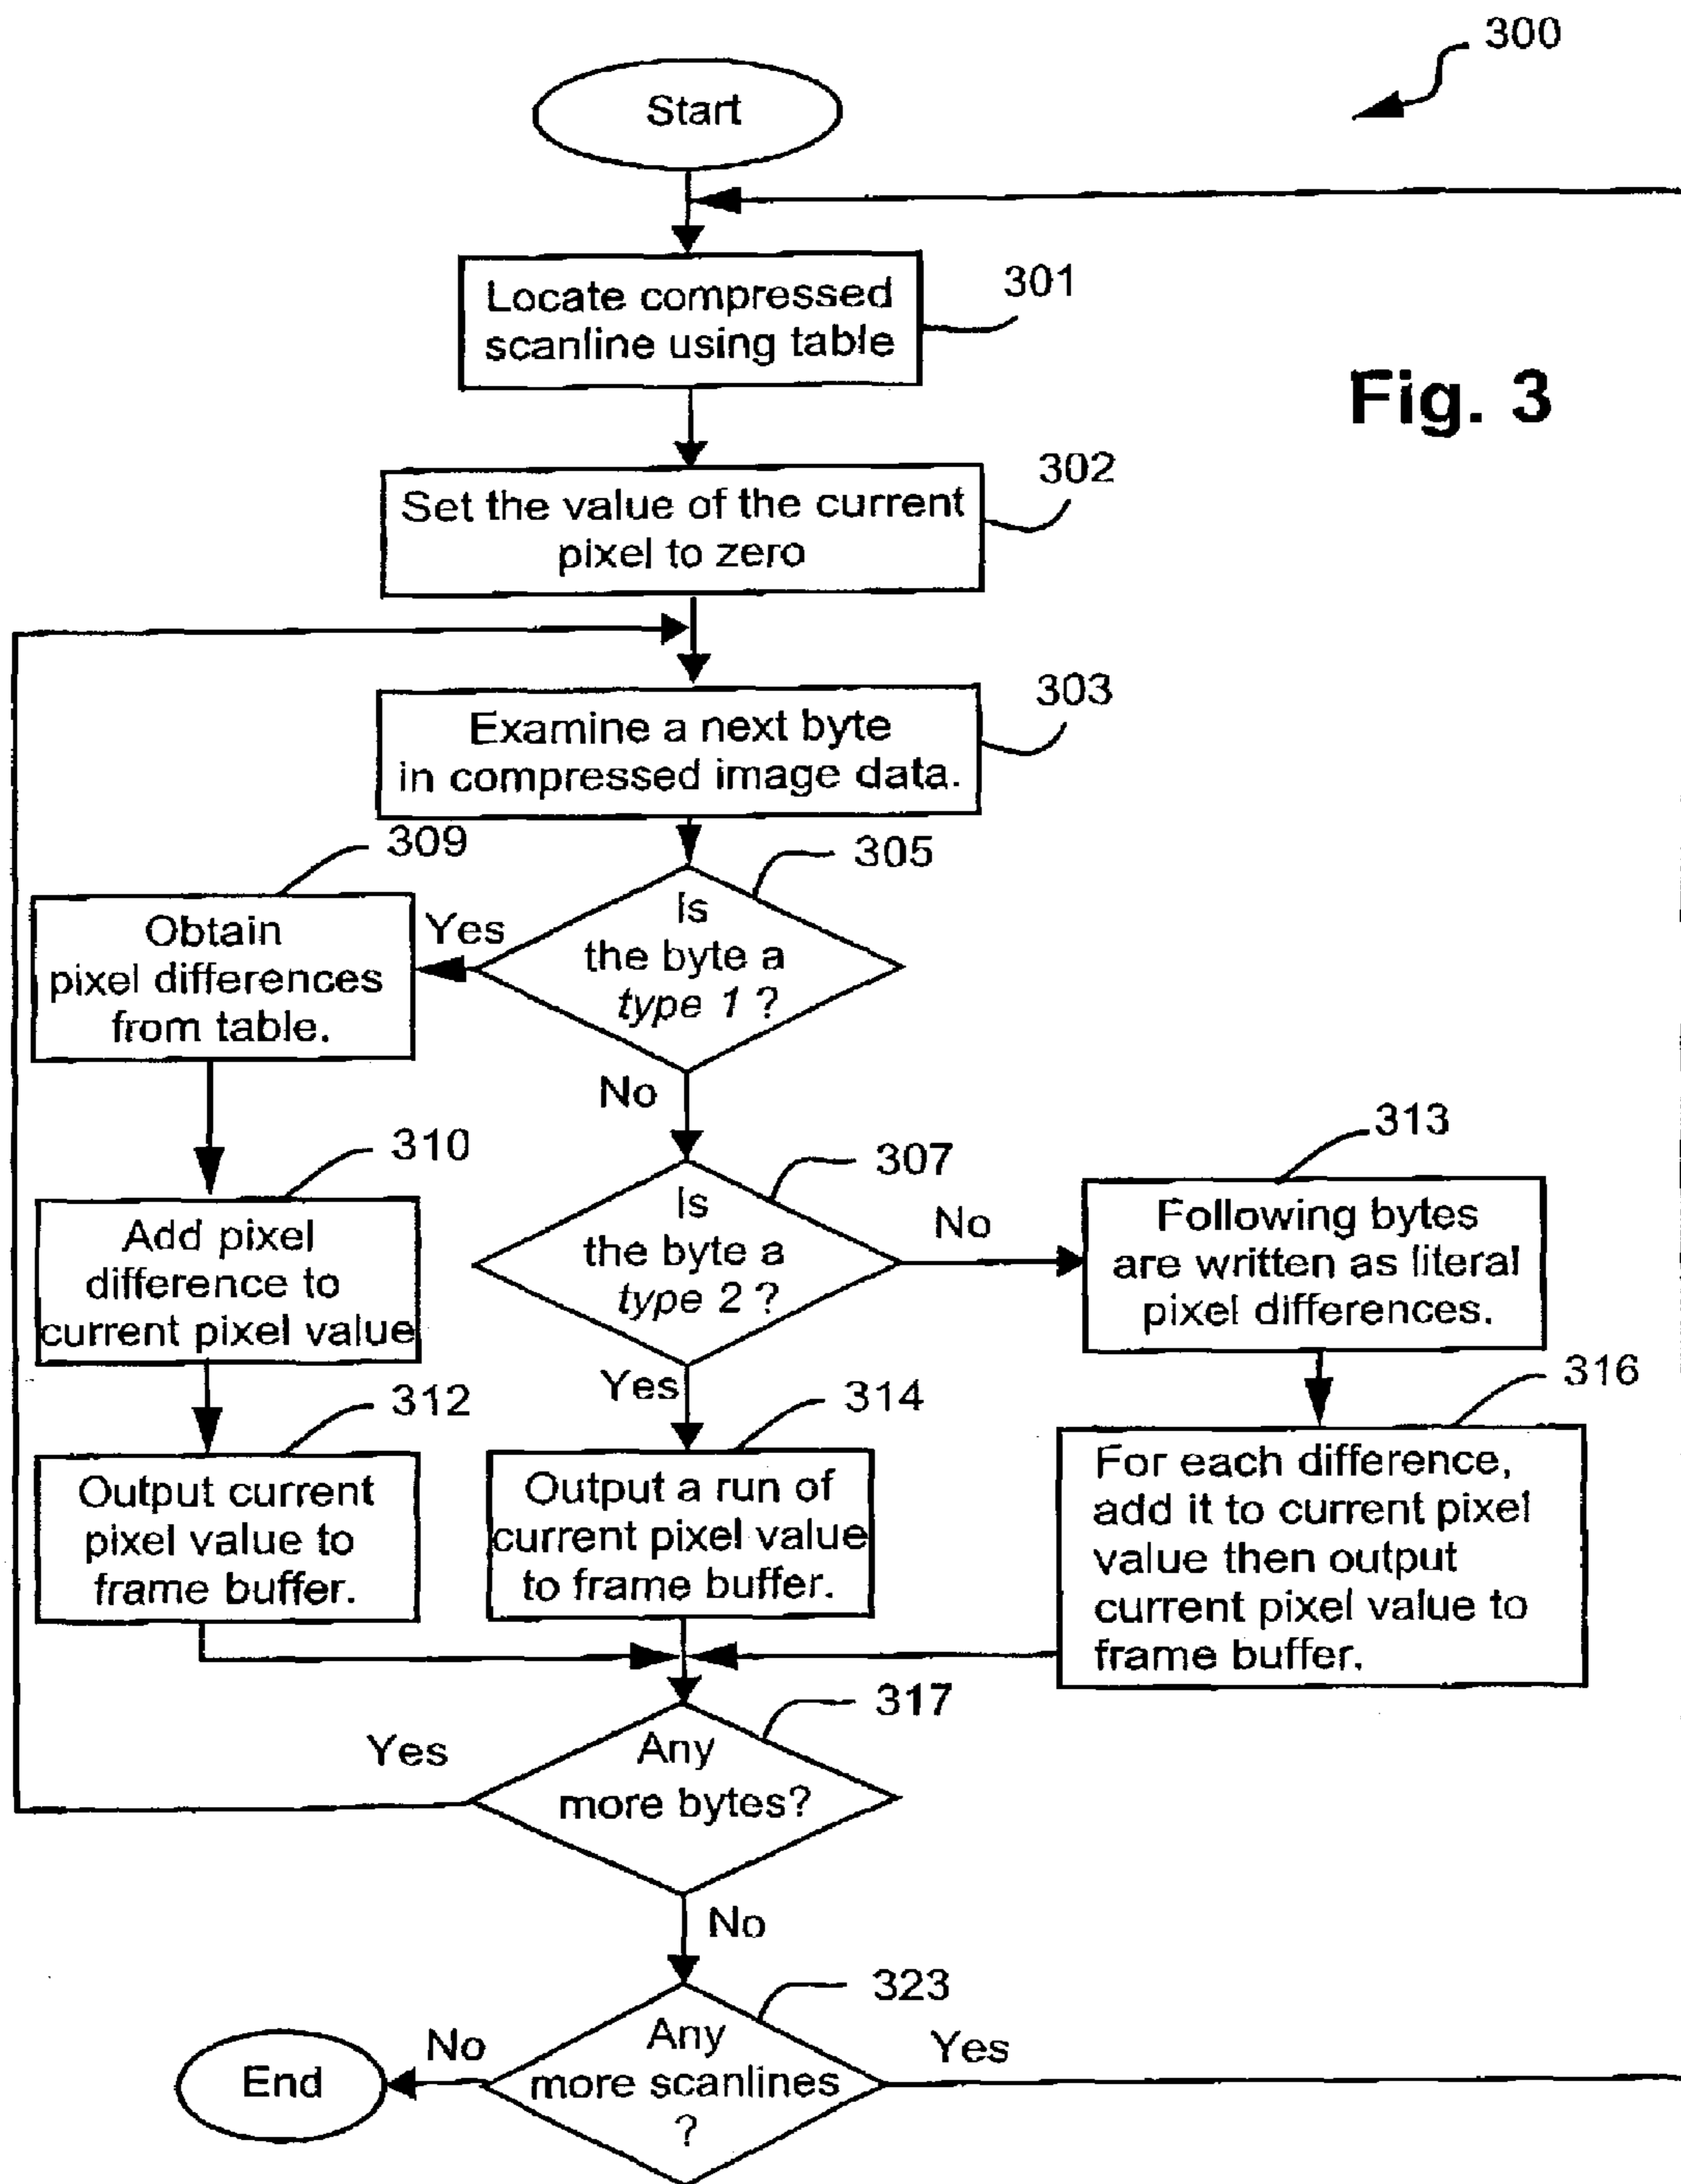 300
Start
Locate compressed
scanline using table
301
Fig. 3
Set the value of the current
pixel to zero
302
Examine a next byte
in compressed image data.
303
305
Is
the byte a
type 1 ?
Yes
309
Obtain
pixel differences
from table.
No
310
Add pixel
difference to
current pixel value
307
Is
the byte a
type 2 ?
No
313
Following bytes
are written as literal
pixel differences.
Yes
312
Output current
pixel value to
frame buffer.
314
Output a run of
current pixel value
to frame buffer.
316
For each difference,
add it to current pixel
value then output
current pixel value to
frame buffer.
317
Any
more bytes?
Yes
No
323
Any
more scanlines
?
No
Yes
End